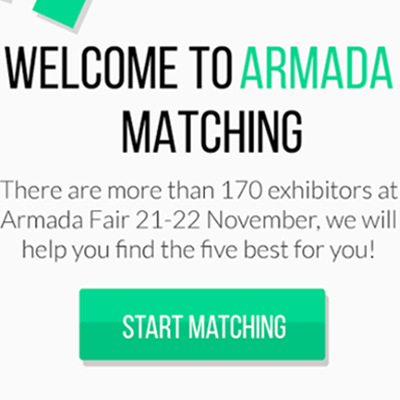 WELCOME TO ARMADA
MATCHING
There are more than 170 exhibitors at
Armada Fair 21-22 November, we will
help you find the five best for you!
START MATCHING